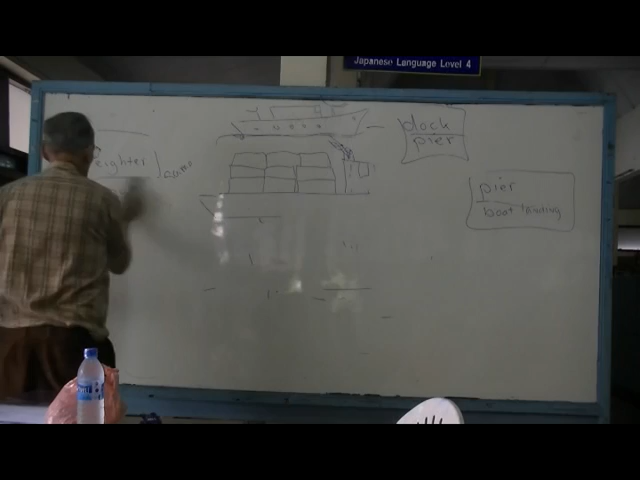 Japanese Language Level 4
dock
pier
eighter
pier
boat landing